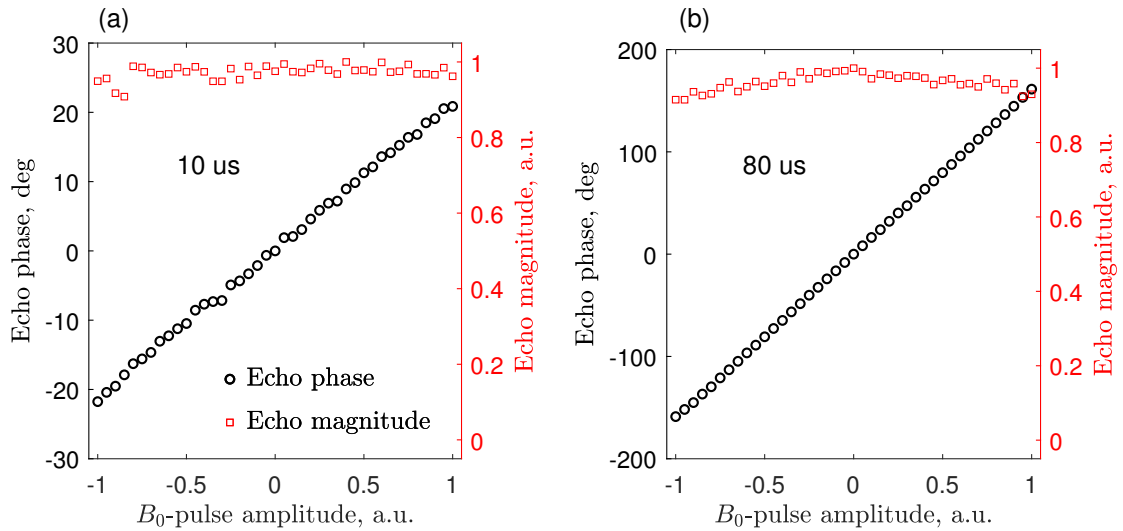 (a)
30
20
10
0
-10
-20
-30
Echo phase, deg
-1
-0.5
0
0.5
1
B₀-pulse amplitude, a.u.
1
0.8
0.6
0.4
0.2
0
Echo magnitude, a.u.
10 us
Echo phase
Echo magnitude
(b)
200
100
0
-100
-200
Echo phase, deg
-1
-0.5
0
0.5
1
B₀-pulse amplitude, a.u.
1
0.8
0.6
0.4
0.2
0
Echo magnitude, a.u.
80 us